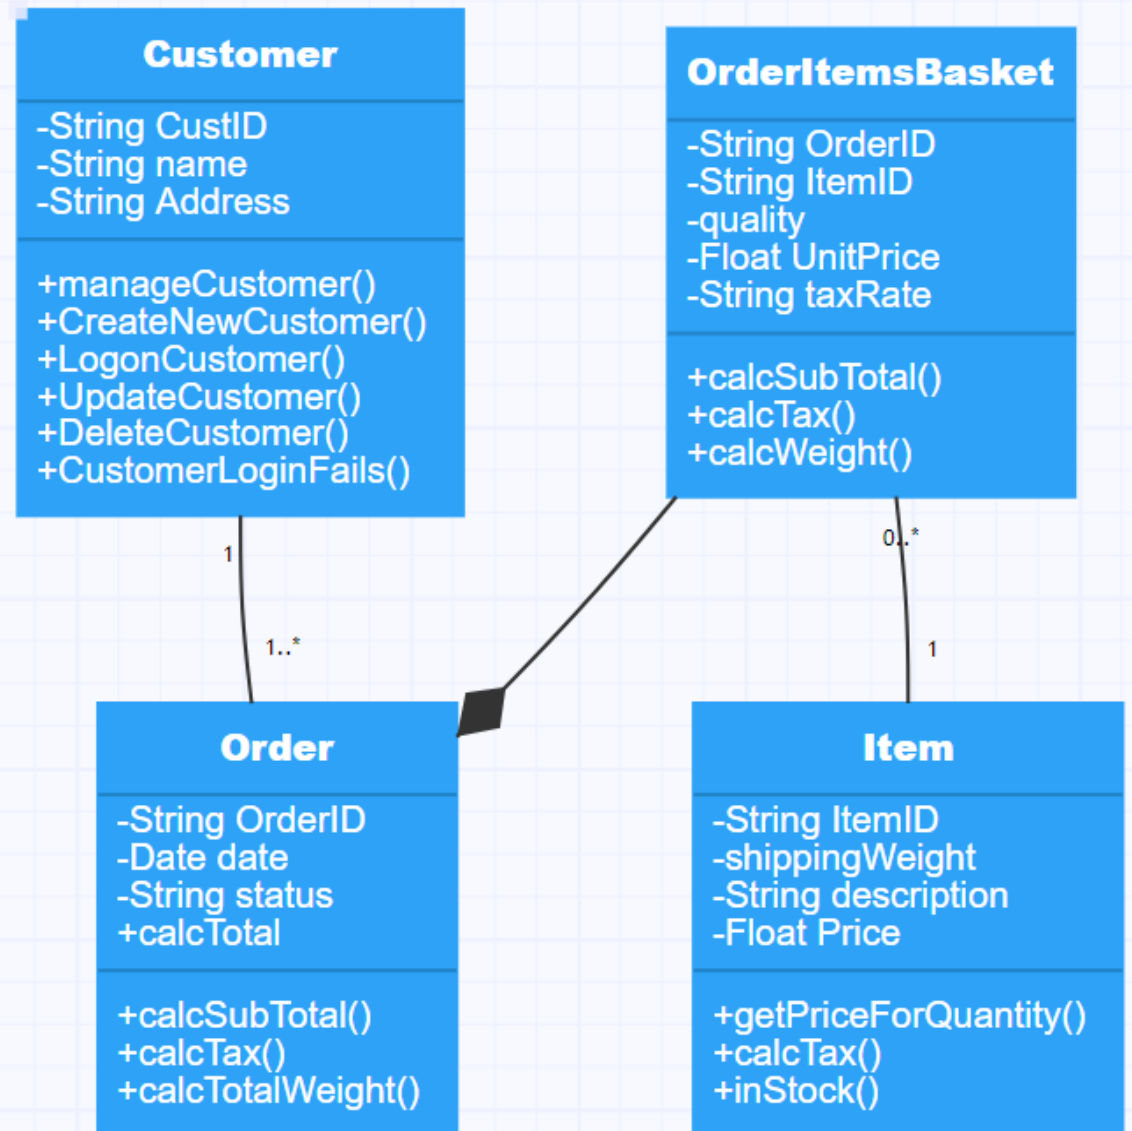 Customer
-String CustID
-String name
-String Address
+manageCustomer()
+CreateNewCustomer()
+LogonCustomer()
+UpdateCustomer()
+DeleteCustomer()
+CustomerLoginFails()
OrderItemsBasket
-String OrderID
-String ItemID
-quality
-Float UnitPrice
-String taxRate
+calcSubTotal()
+calcTax()
+calcWeight()
1
1..*
0..*
1
Order
-String OrderID
-Date date
-String status
+calcTotal
+calcSubTotal()
+calcTax()
+calcTotalWeight()
Item
-String ItemID
-shippingWeight
-String description
-Float Price
+getPriceForQuantity()
+calcTax()
+inStock()